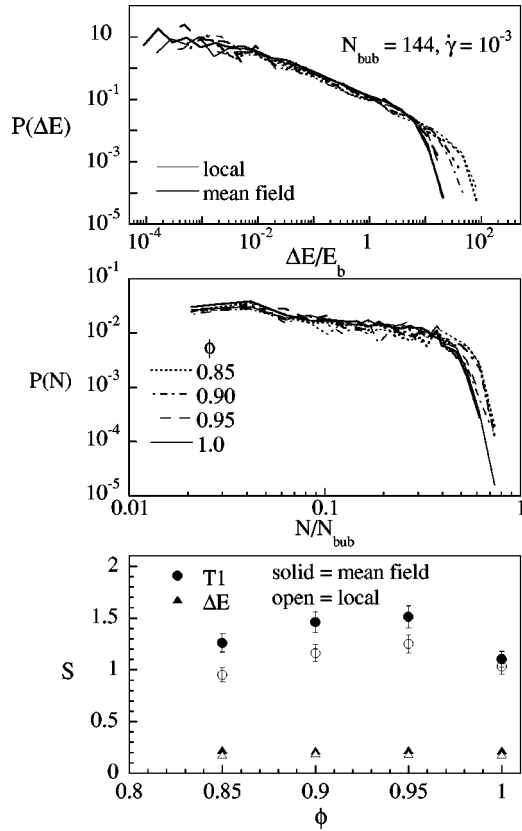 10
10⁻¹
10⁻³
10⁻⁵
P(ΔE)
N_bub = 144, γ̇ = 10⁻³
local
mean field
10⁻⁴ 10⁻² 1 10²
ΔE/E_b
10⁻¹
10⁻²
10⁻³
10⁻⁴
10⁻⁵
P(N)
ϕ
0.85
0.90
0.95
1.0
0.01 0.1 1
N/N_bub
2
1.5
1
0.5
0
S
T1 solid = mean field
ΔE open = local
0.8 0.85 0.9 0.95 1
ϕ